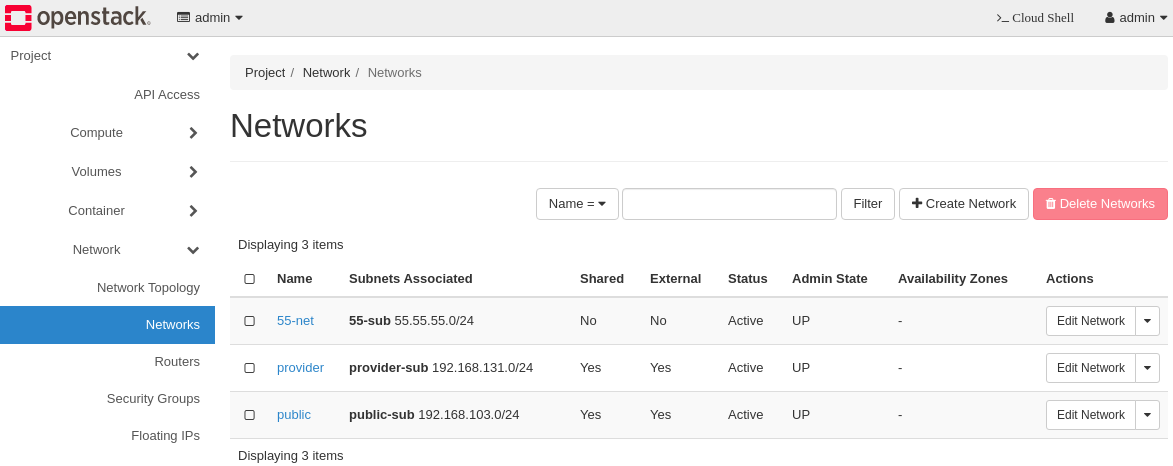 openstack. admin Cloud Shell admin
Project
API Access
Compute
Volumes
Container
Network
Network Topology
Networks
Routers
Security Groups
Floating IPs
Project / Network / Networks
Networks
Name = Filter Create Network Delete Networks
Displaying 3 items
Name Subnets Associated Shared External Status Admin State Availability Zones Actions
55-net 55-sub 55.55.55.0/24 No No Active UP - Edit Network
provider provider-sub 192.168.131.0/24 Yes Yes Active UP - Edit Network
public public-sub 192.168.103.0/24 Yes Yes Active UP - Edit Network
Displaying 3 items